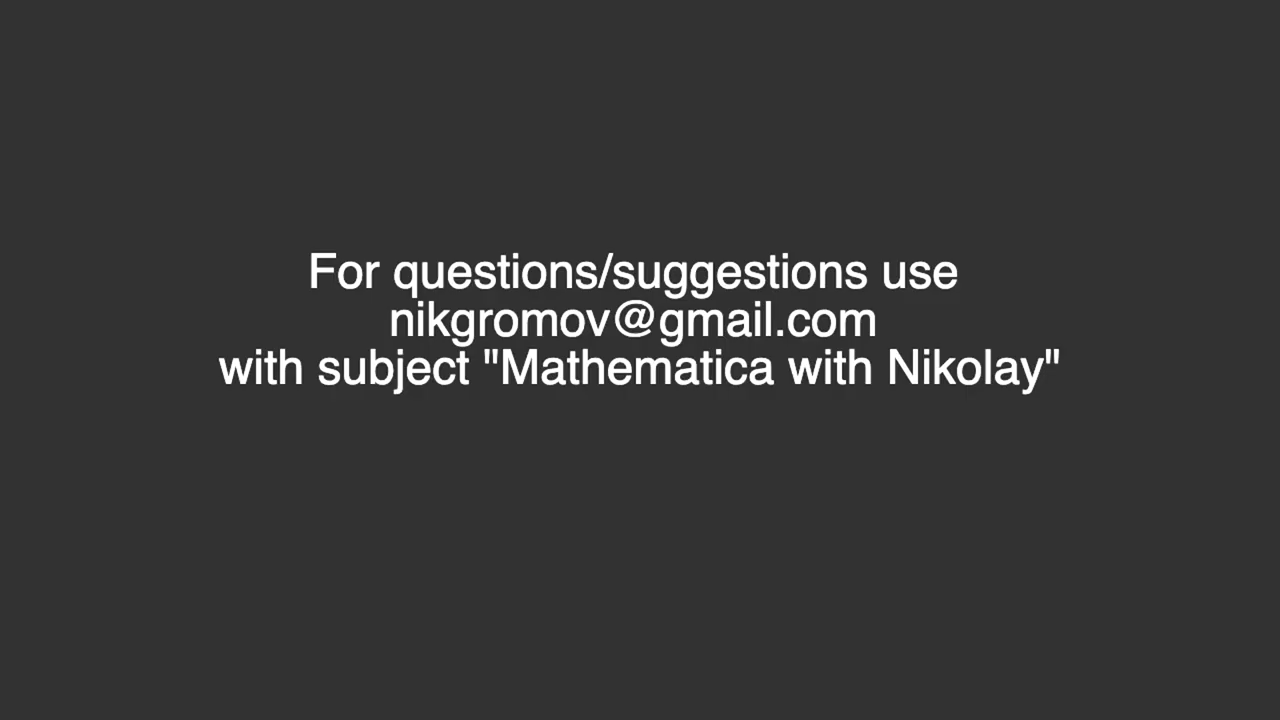 For questions/suggestions use
nikgromov@gmail.com
with subject "Mathematica with Nikolay"